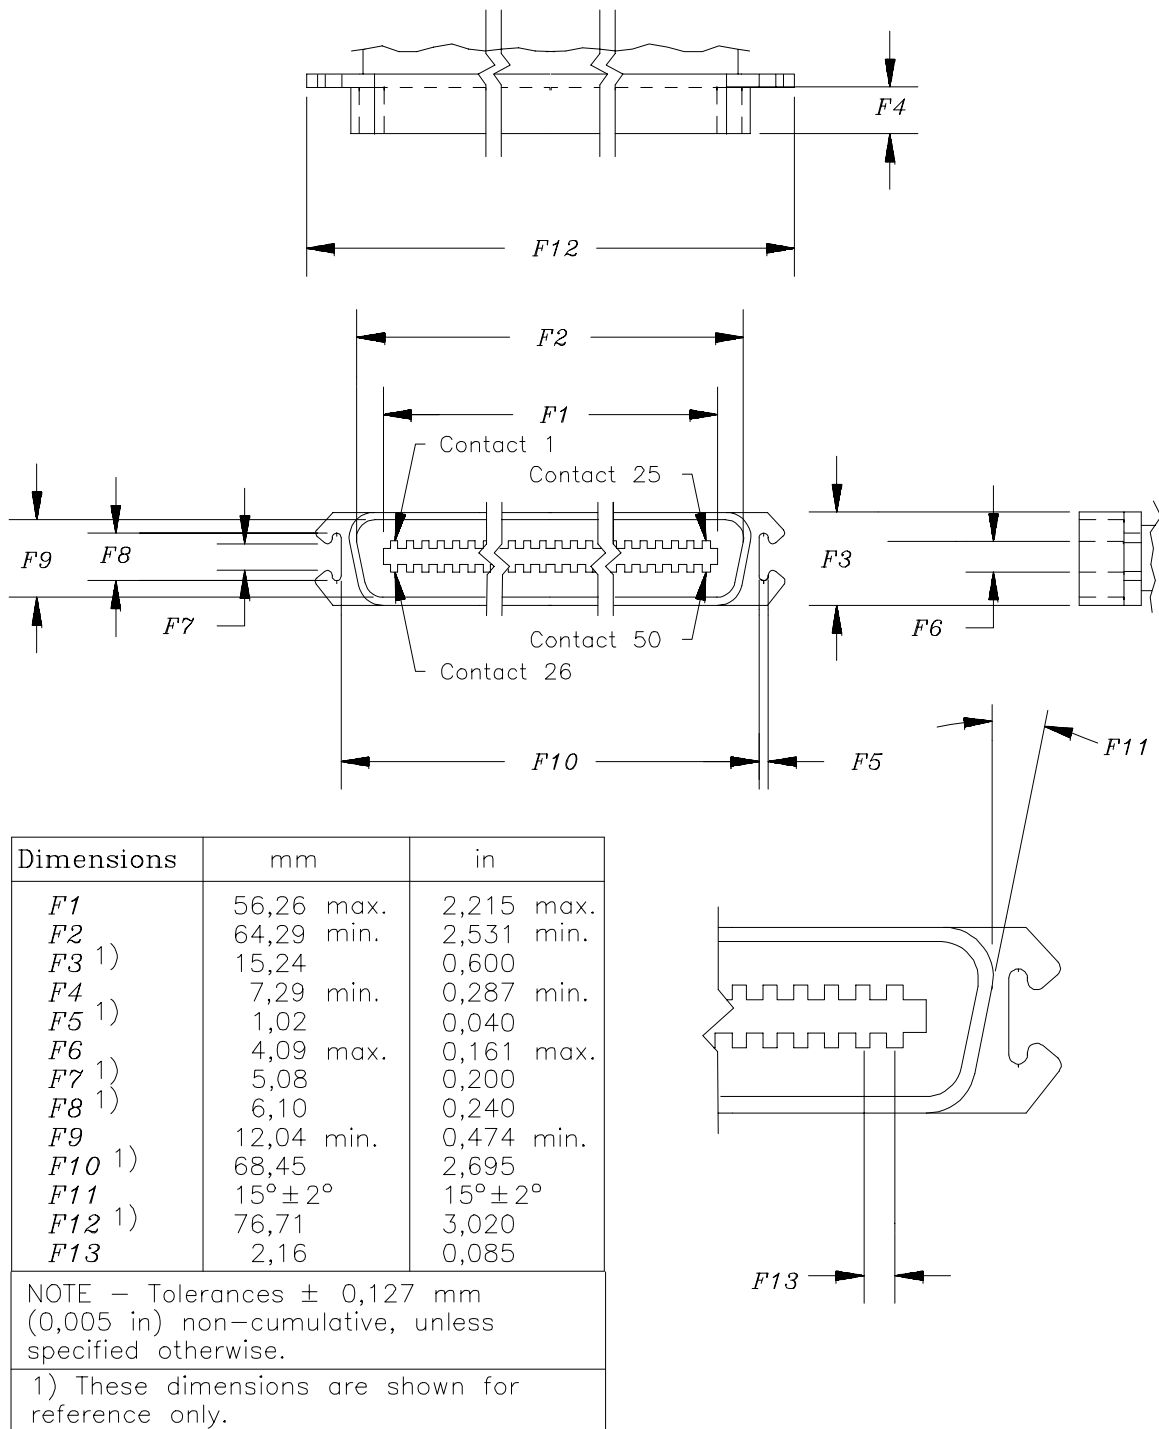 F4
F12
F2
F1
Contact 1
Contact 25
F9
F8
F7
F3
F6
Contact 50
Contact 26
F10
F5
F11
Dimensions mm in
F1 56,26 max. 2,215 max.
F2 64,29 min. 2,531 min.
F3 1) 15,24 0,600
F4 7,29 min. 0,287 min.
F5 1) 1,02 0,040
F6 4,09 max. 0,161 max.
F7 1) 5,08 0,200
F8 1) 6,10 0,240
F9 12,04 min. 0,474 min.
F10 1) 68,45 2,695
F11 15°±2° 15°±2°
F12 1) 76,71 3,020
F13 2,16 0,085
NOTE – Tolerances ± 0,127 mm
(0,005 in) non–cumulative, unless
specified otherwise.
1) These dimensions are shown for
reference only.
F13